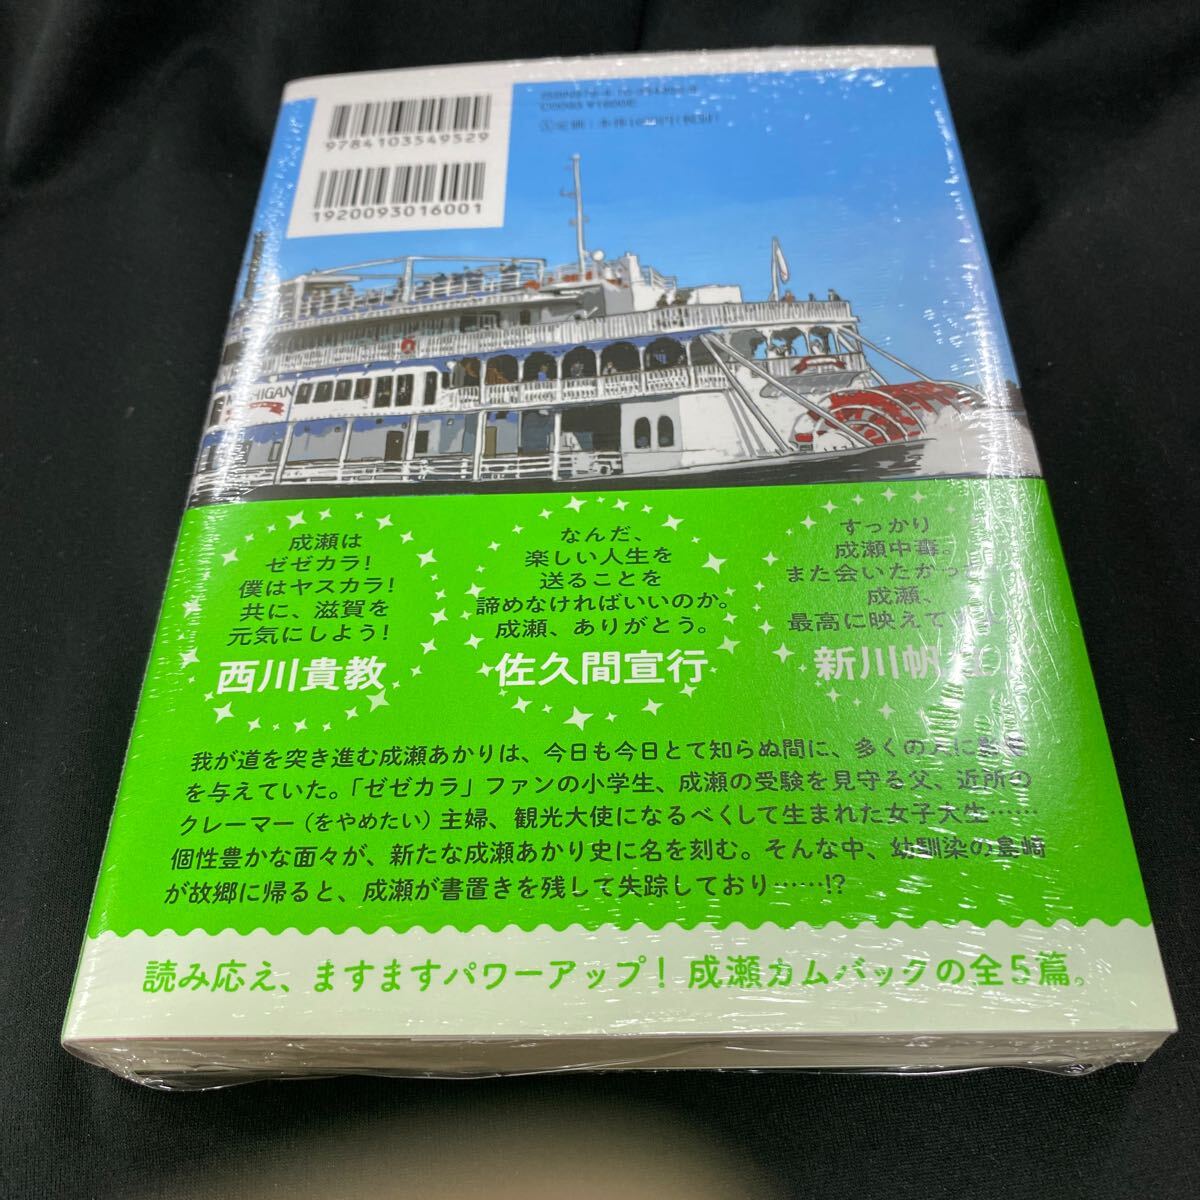 9784103549529
1920093016001
成瀬は
ゼゼカラ!
僕はヤスカラ!
共に、滋賀を
元気にしよう!
西川貴教
なんだ、
楽しい人生を
送ることを
諦めなければいいのか。
成瀬、ありがとう。
佐久間宣行
すっかり
成瀬中毒。
また会いたかっ
成瀬、
最高に映えて
新川帆
我が道を突き進む成瀬あかりは、今日も今日とて知らぬ間に、多くの人に
を与えていた。「ゼゼカラ」ファンの小学生、成瀬の受験を見守る父、近所の
クレーマー(をやめたい)主婦、観光大使になるべくして生まれた女子大生……
個性豊かな面々が、新たな成瀬あかり史に名を刻む。そんな中、幼馴染の島崎
が故郷に帰ると、成瀬が書置きを残して失踪しており……!?
読み応え、ますますパワーアップ! 成瀬カムバックの全5篇。